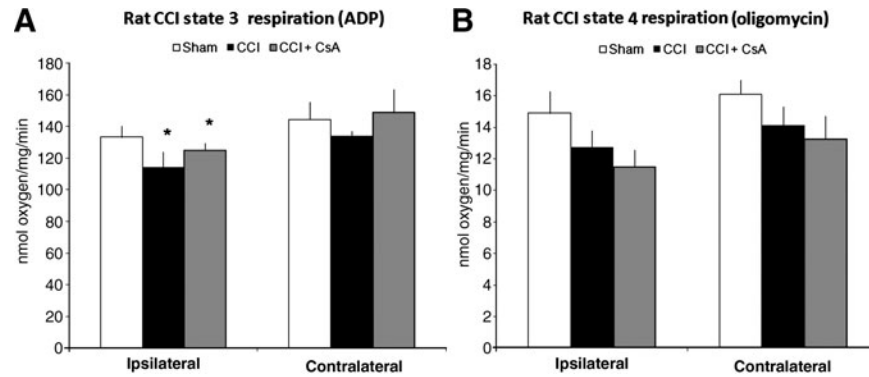 A
Rat CCI state 3 respiration (ADP)
Sham CCI CCI + CsA
nmol oxygen/mg/min
180
160
140
120
100
80
60
40
20
0
* *
Ipsilateral Contralateral
B
Rat CCI state 4 respiration (oligomycin)
Sham CCI CCI + CsA
nmol oxygen/mg/min
18
16
14
12
10
8
6
4
2
0
Ipsilateral Contralateral